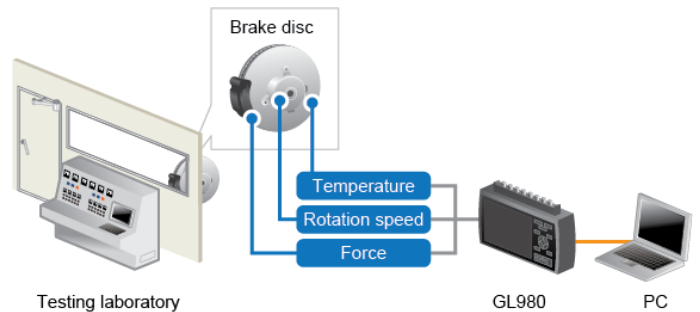 Brake disc
Temperature
Rotation speed
Force
Testing laboratory
GL980
PC